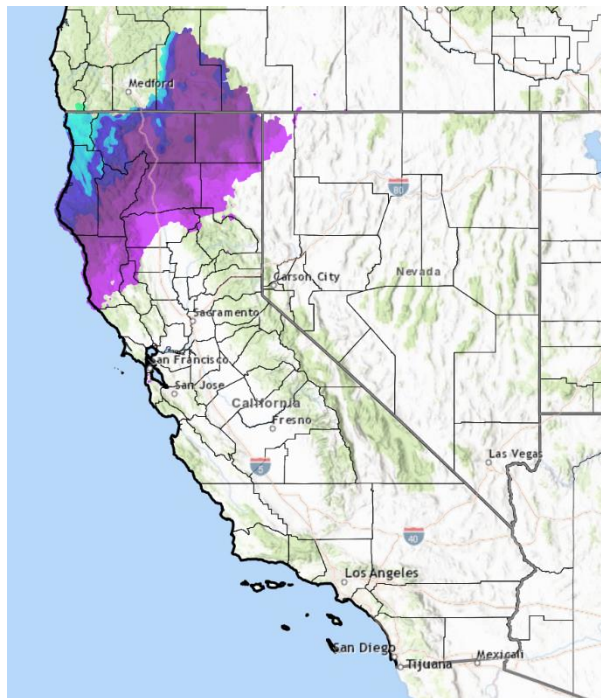 Medford
80
Nevada
Carson City
Sacramento
San Francisco
San Jose
California
Fresno
Las Vegas
5
40
Los Angeles
San Diego
Tijuana
Mexicali